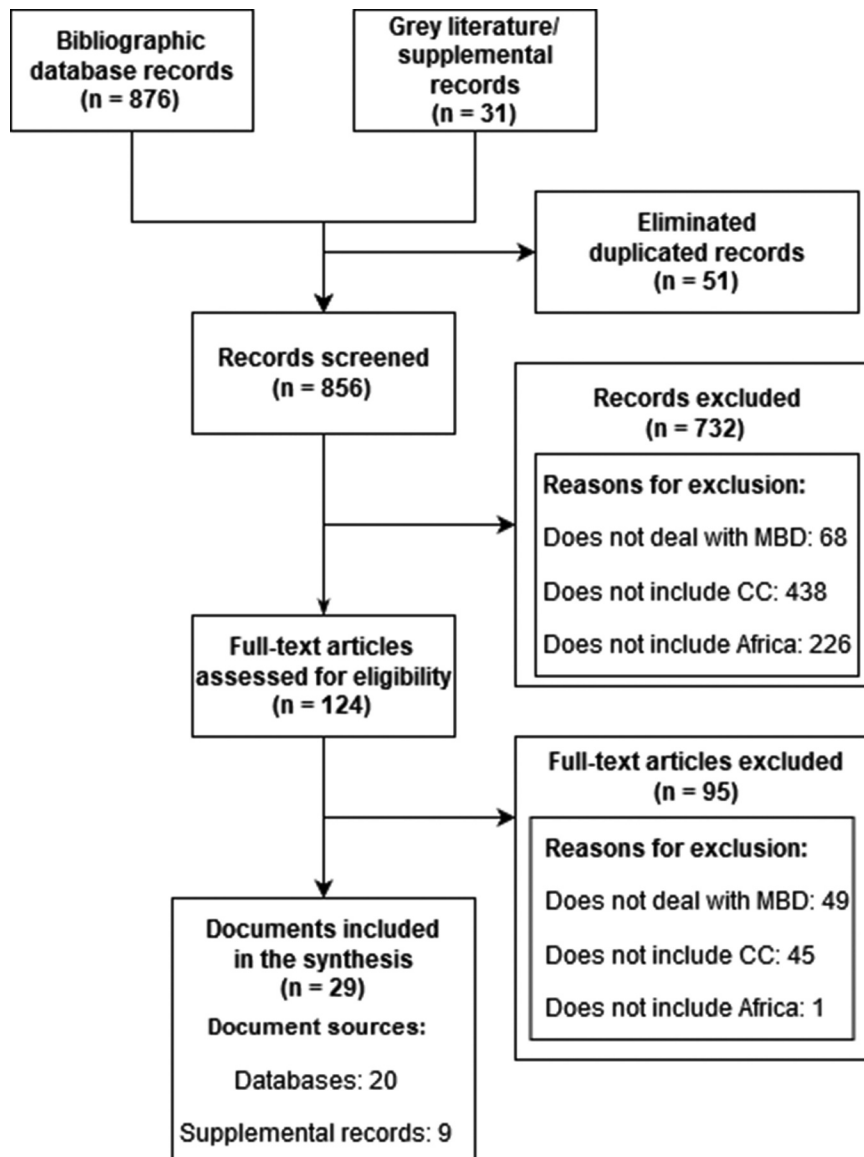 Bibliographic
database records
(n = 876)
Grey literature/
supplemental
records
(n = 31)
Eliminated
duplicated records
(n = 51)
Records screened
(n = 856)
Records excluded
(n = 732)
Reasons for exclusion:
Does not deal with MBD: 68
Does not include CC: 438
Does not include Africa: 226
Full-text articles
assessed for eligibility
(n = 124)
Full-text articles excluded
(n = 95)
Reasons for exclusion:
Does not deal with MBD: 49
Does not include CC: 45
Does not include Africa: 1
Documents included
in the synthesis
(n = 29)
Document sources:
Databases: 20
Supplemental records: 9